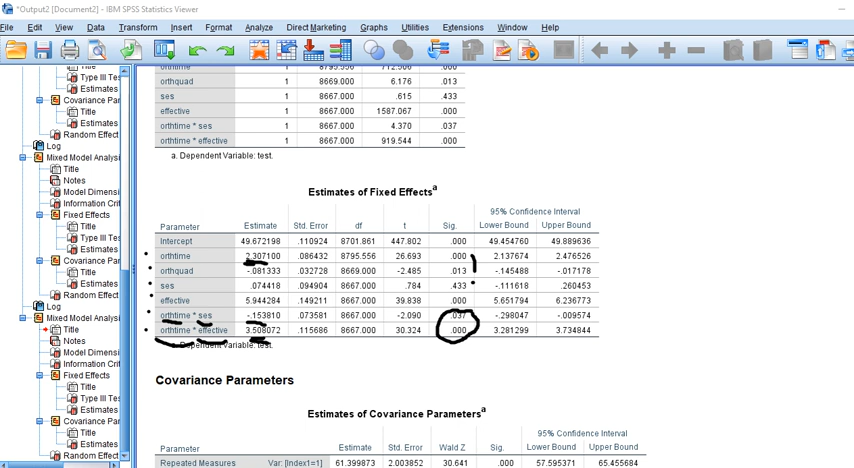 *Output2 [Document2] - IBM SPSS Statistics Viewer
File Edit View Data Transform Insert Format Analyze Direct Marketing Graphs Utilities Extensions Window Help
Type III Tes
Estimates
Covariance Par
Title
Estimates
Random Effect
Log
Mixed Model Analysis
Title
Notes
Model Dimensi
Information Crit
Fixed Effects
Title
Type III Tes
Estimates
Covariance Par
Title
Estimates
Random Effect
Log
Mixed Model Analysis
Title
Notes
Model Dimensi
Information Crit
Fixed Effects
Title
Type III Tes
Estimates
Covariance Par
Title
Estimates
Random Effect
orthtime 1 8795.556 712.506 .000
orthquad 1 8669.000 6.176 .013
ses 1 8667.000 .615 .433
effective 1 8667.000 1587.067 .000
orthtime * ses 1 8667.000 4.370 .037
orthtime * effective 1 8667.000 919.544 .000
a. Dependent Variable: test.
Estimates of Fixed Effects a
95% Confidence Interval
Parameter Estimate Std. Error df t Sig. Lower Bound Upper Bound
Intercept 49.672198 .110924 8701.861 447.802 .000 49.454760 49.889636
orthtime 2.307100 .086432 8795.556 26.693 .000 2.137674 2.476526
orthquad -.081333 .032728 8669.000 -2.485 .013 -.145488 -.017178
ses .074418 .094904 8667.000 .784 .433 -.111618 .260453
effective 5.944284 .149211 8667.000 39.838 .000 5.651794 6.236773
orthtime * ses -.153810 .073581 8667.000 -2.090 .037 -.298047 -.009574
orthtime * effective 3.508072 .115686 8667.000 30.324 .000 3.281299 3.734844
a. Dependent Variable: test.
Covariance Parameters
Estimates of Covariance Parameters a
95% Confidence Interval
Parameter Estimate Std. Error Wald Z Sig. Lower Bound Upper Bound
Repeated Measures Var: [Index1=1] 61.399873 2.003852 30.641 .000 57.595371 65.455684